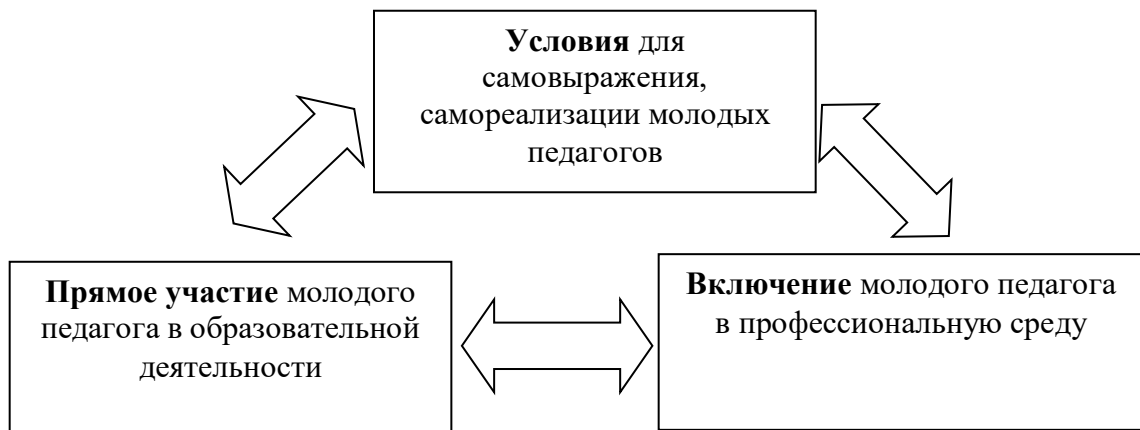 Условия для
самовыражения,
самореализации молодых
педагогов
Прямое участие молодого
педагога в образовательной
деятельности
Включение молодого педагога
в профессиональную среду